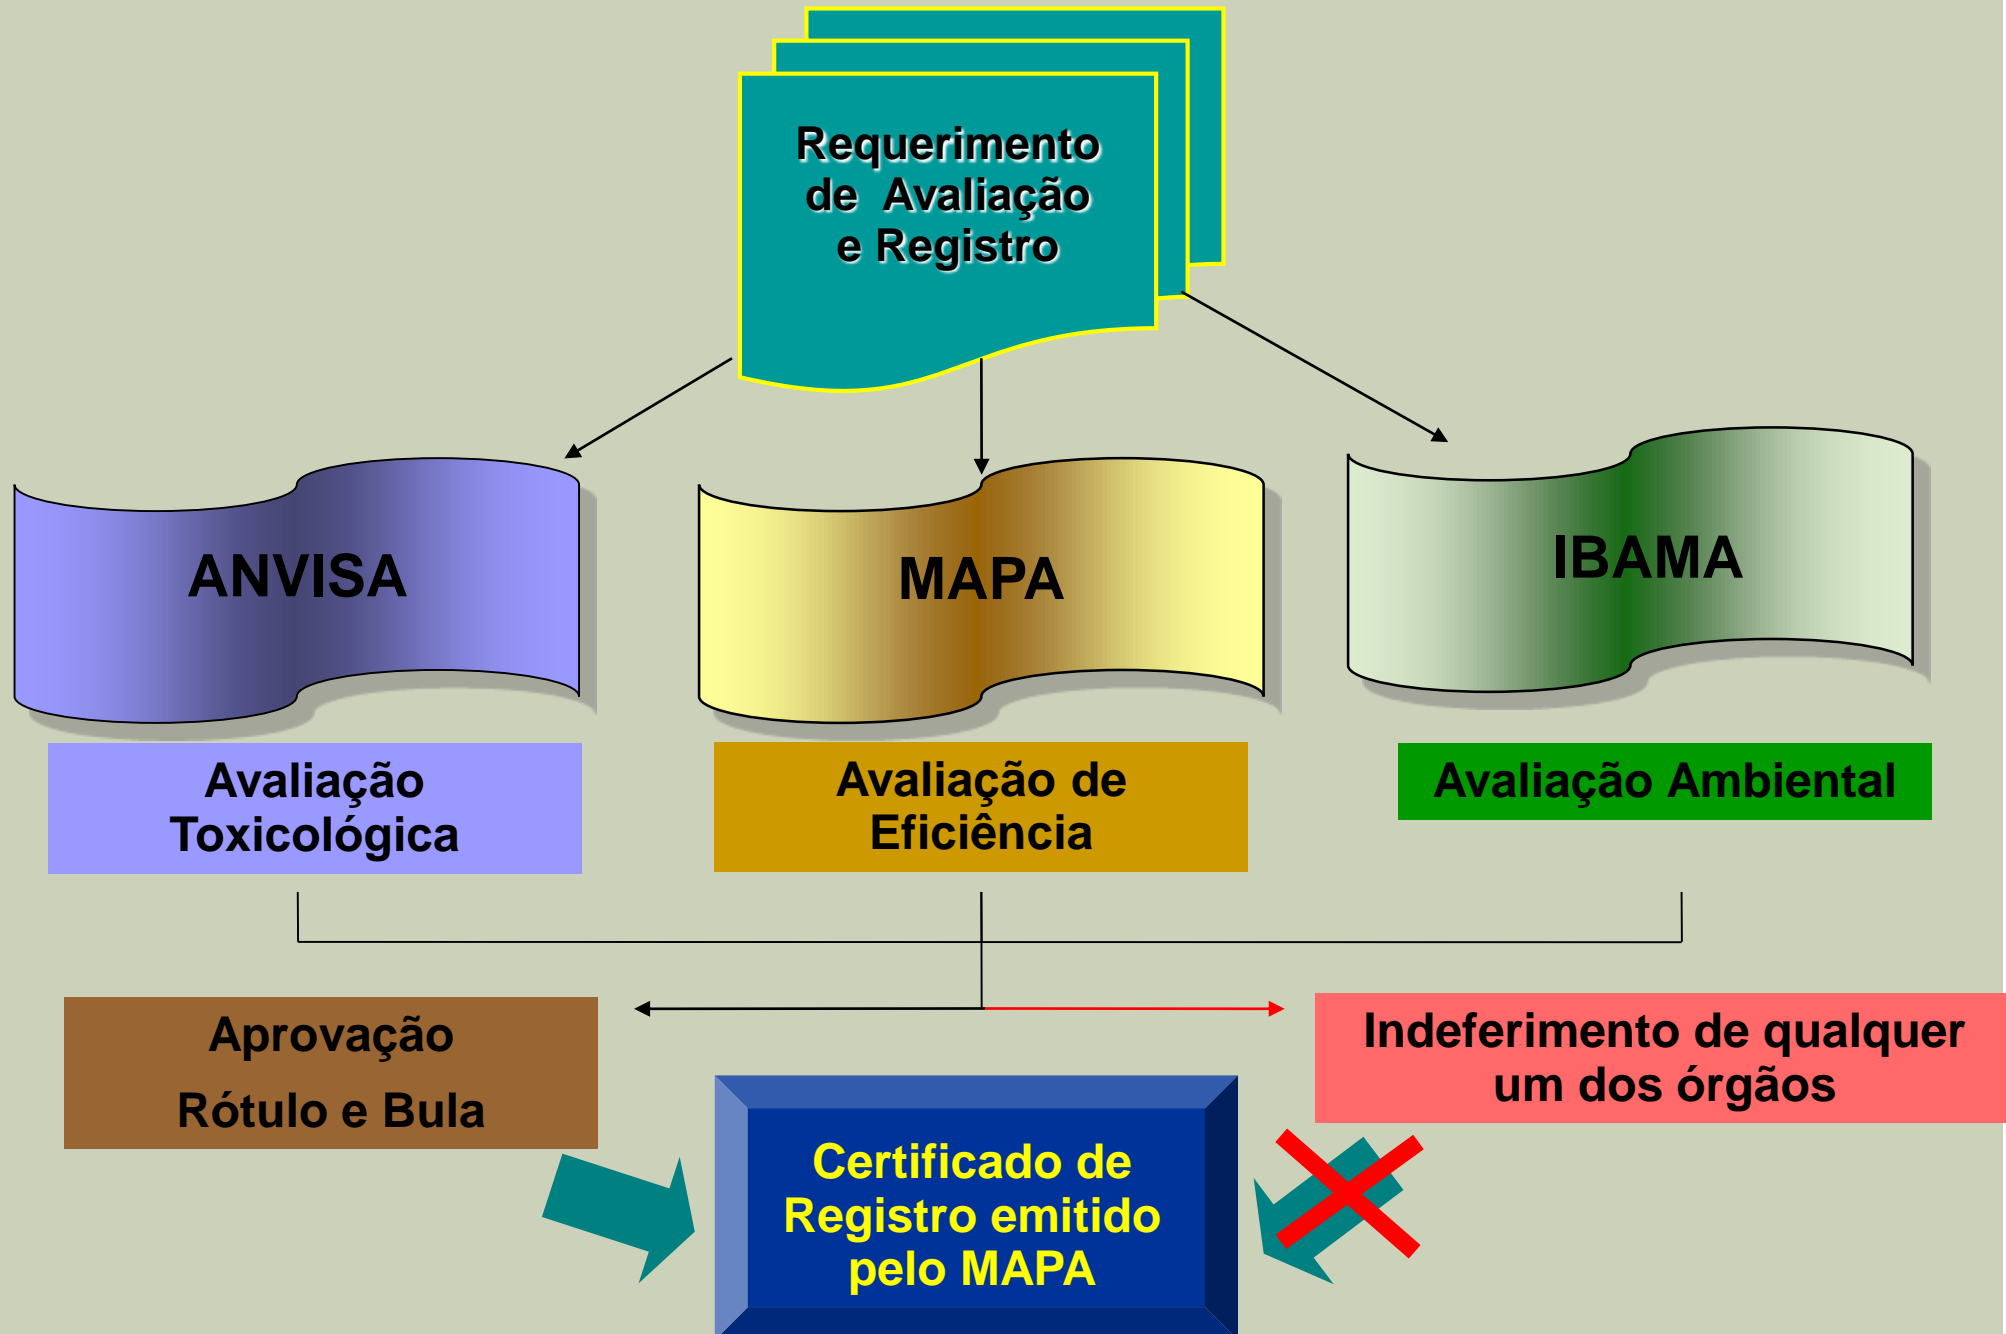 Requerimento
de Avaliação
e Registro
ANVISA
MAPA
IBAMA
Avaliação
Toxicológica
Avaliação de
Eficiência
Avaliação Ambiental
Aprovação
Rótulo e Bula
Indeferimento de qualquer
um dos órgãos
Certificado de
Registro emitido
pelo MAPA